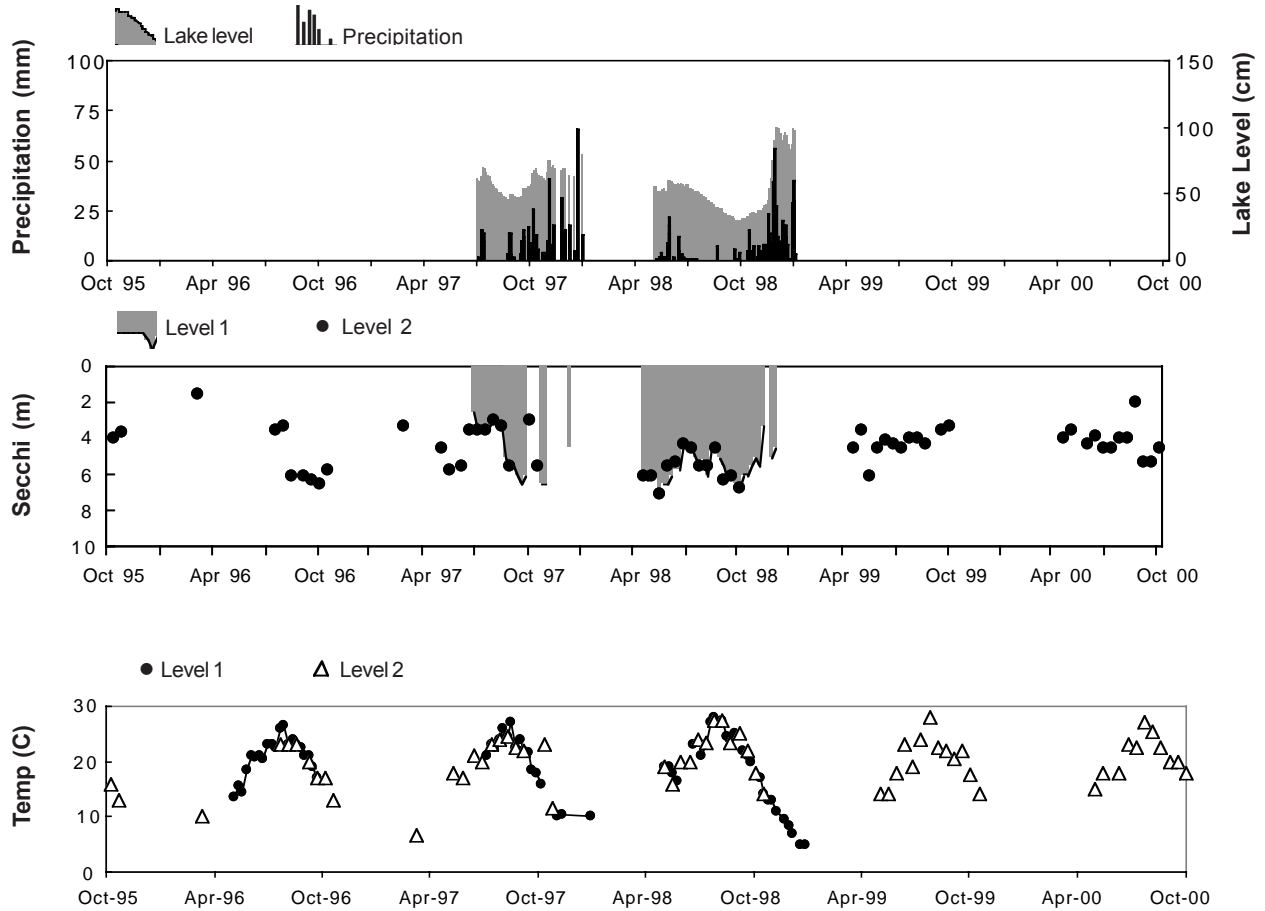 Lake level Precipitation
Precipitation (mm)
100
75
50
25
0
150
100
50
0
Lake Level (cm)
Oct 95 Apr 96 Oct 96 Apr 97 Oct 97 Apr 98 Oct 98 Apr 99 Oct 99 Apr 00 Oct 00
Level 1 Level 2
Secchi (m)
0
2
4
6
8
10
Oct 95 Apr 96 Oct 96 Apr 97 Oct 97 Apr 98 Oct 98 Apr 99 Oct 99 Apr 00 Oct 00
Level 1 Level 2
Temp (C)
30
20
10
0
Oct-95 Apr-96 Oct-96 Apr-97 Oct-97 Apr-98 Oct-98 Apr-99 Oct-99 Apr-00 Oct-00